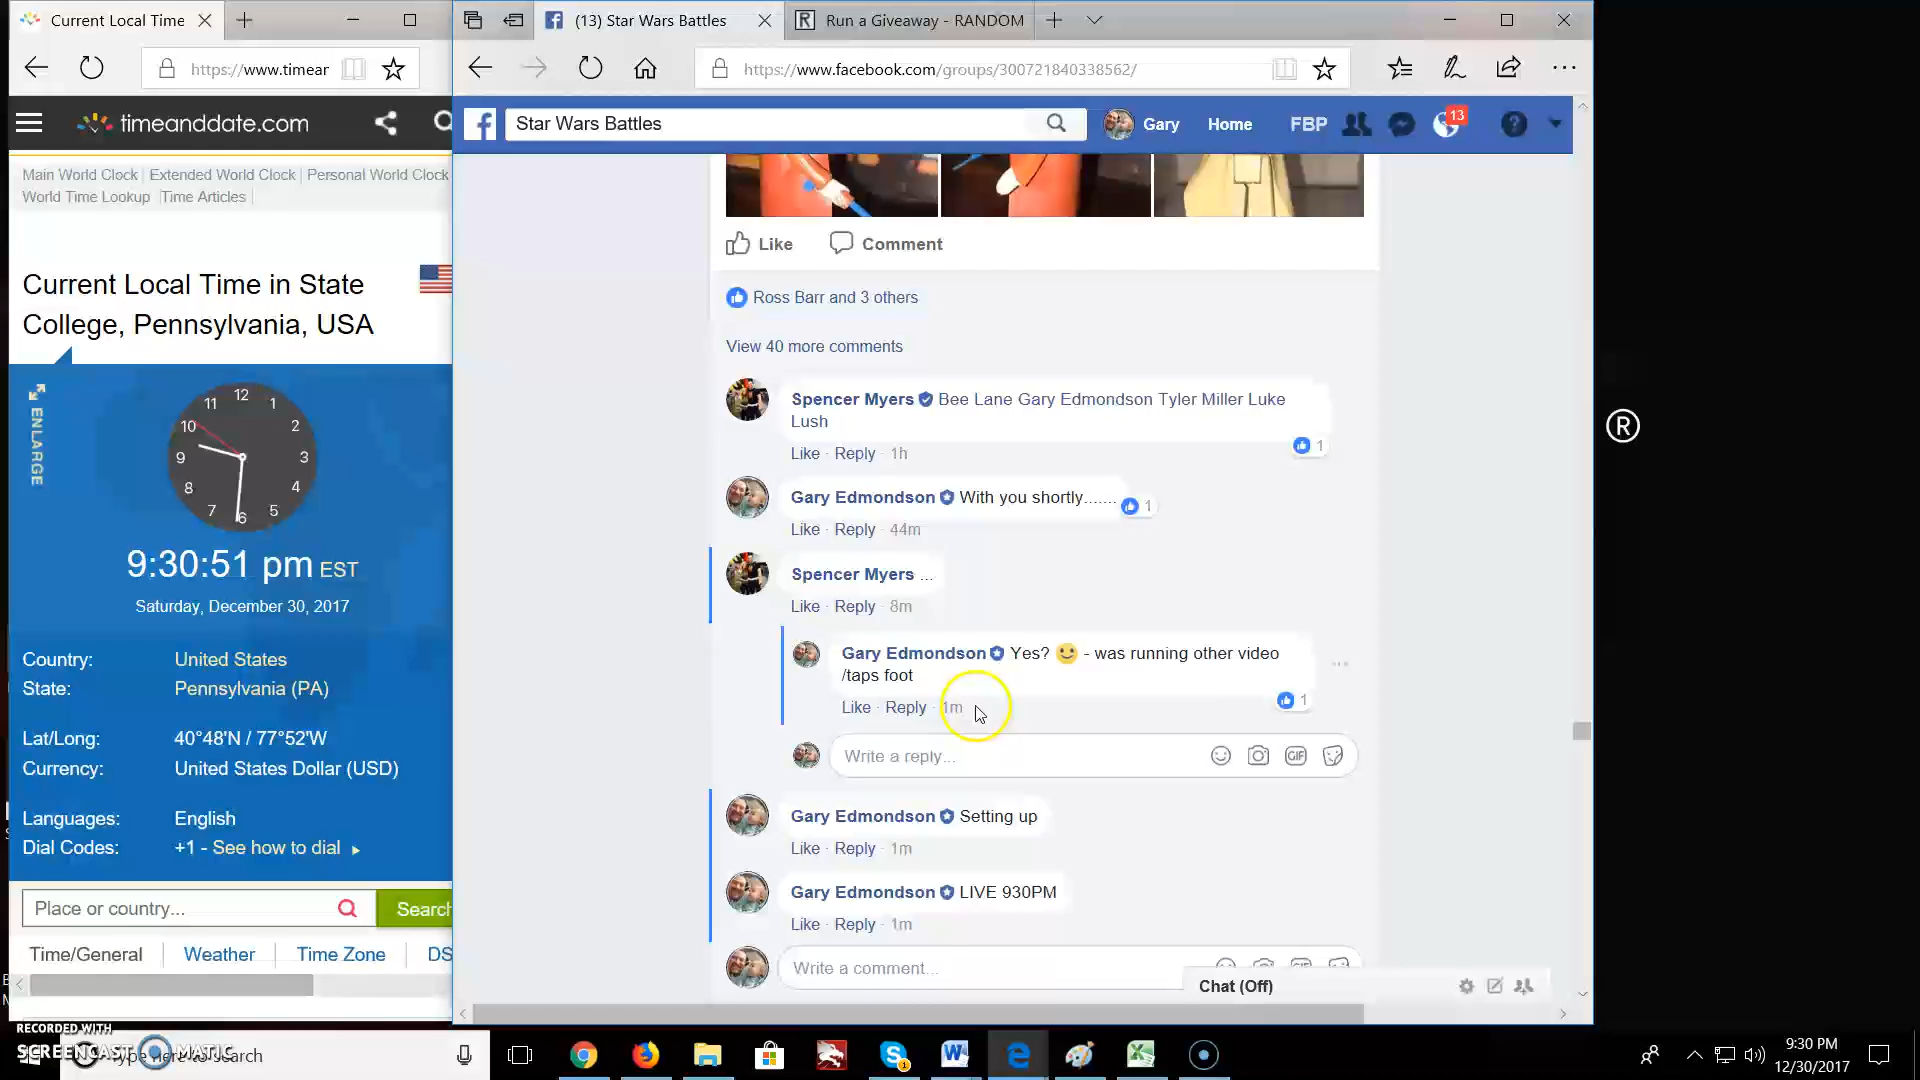 Current Local Time
(13) Star Wars Battles
Run a Giveaway - RANDOM
https://www.timear
https://www.facebook.com/groups/300721840338562/
timeanddate.com
Star Wars Battles
Gary
Home
FBP
13
Main World Clock | Extended World Clock | Personal World Clock
World Time Lookup | Time Articles |
Current Local Time in State
College, Pennsylvania, USA
ENLARGE
12
1
2
3
4
5
6
7
8
9
10
11
9:30:51 pm EST
Saturday, December 30, 2017
Country: United States
State: Pennsylvania (PA)
Lat/Long: 40°48'N / 77°52'W
Currency: United States Dollar (USD)
Languages: English
Dial Codes: +1 - See how to dial
Place or country...
Search
Time/General
Weather
Time Zone
DS
Like
Comment
Ross Barr and 3 others
View 40 more comments
Spencer Myers Bee Lane Gary Edmondson Tyler Miller Luke
Lush
1
Like · Reply · 1h
Gary Edmondson With you shortly.......
1
Like · Reply · 44m
Spencer Myers ...
Like · Reply · 8m
Gary Edmondson Yes? - was running other video
/taps foot
1
Like · Reply · 1m
Write a reply...
GIF
Gary Edmondson Setting up
Like · Reply · 1m
Gary Edmondson LIVE 930PM
Like · Reply · 1m
Write a comment...
Chat (Off)
®
RECORDED WITH
SCREENCAST MATIC
Type here to search
9:30 PM
12/30/2017